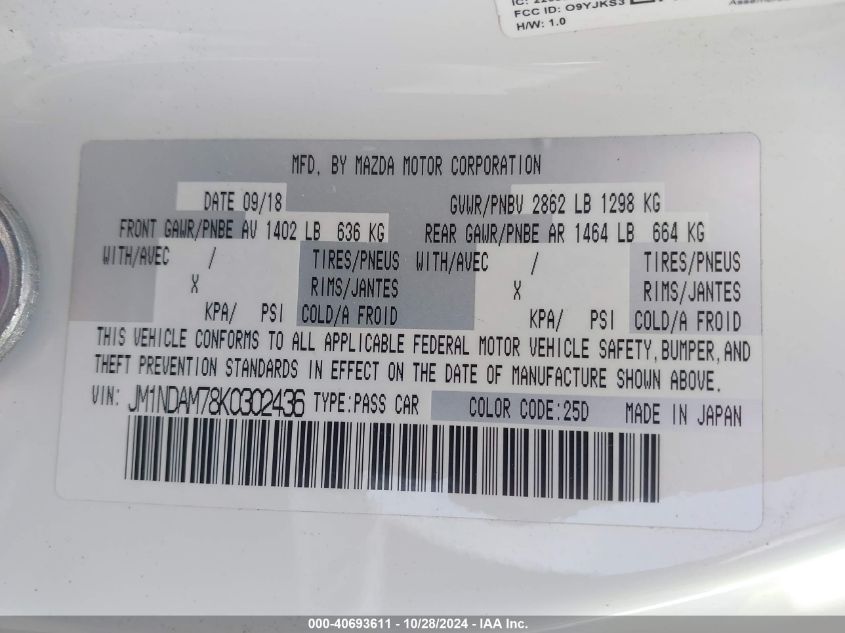 FCC ID: O9YJKS3
H/W: 1.0
MFD. BY MAZDA MOTOR CORPORATION
DATE 09/18 GVWR/PNBV 2862 LB 1298 KG
FRONT GAWR/PNBE AV 1402 LB 636 KG REAR GAWR/PNBE AR 1464 LB 664 KG
WITH/AVEC / TIRES/PNEUS WITH/AVEC / TIRES/PNEUS
X RIMS/JANTES X RIMS/JANTES
KPA/ PSI COLD/A FROID KPA/ PSI COLD/A FROID
THIS VEHICLE CONFORMS TO ALL APPLICABLE FEDERAL MOTOR VEHICLE SAFETY, BUMPER, AND
THEFT PREVENTION STANDARDS IN EFFECT ON THE DATE OF MANUFACTURE SHOWN ABOVE.
VIN: JM1NDAM78K0302436 TYPE:PASS CAR COLOR CODE:25D MADE IN JAPAN
000-40693611 - 10/28/2024 - IAA Inc.